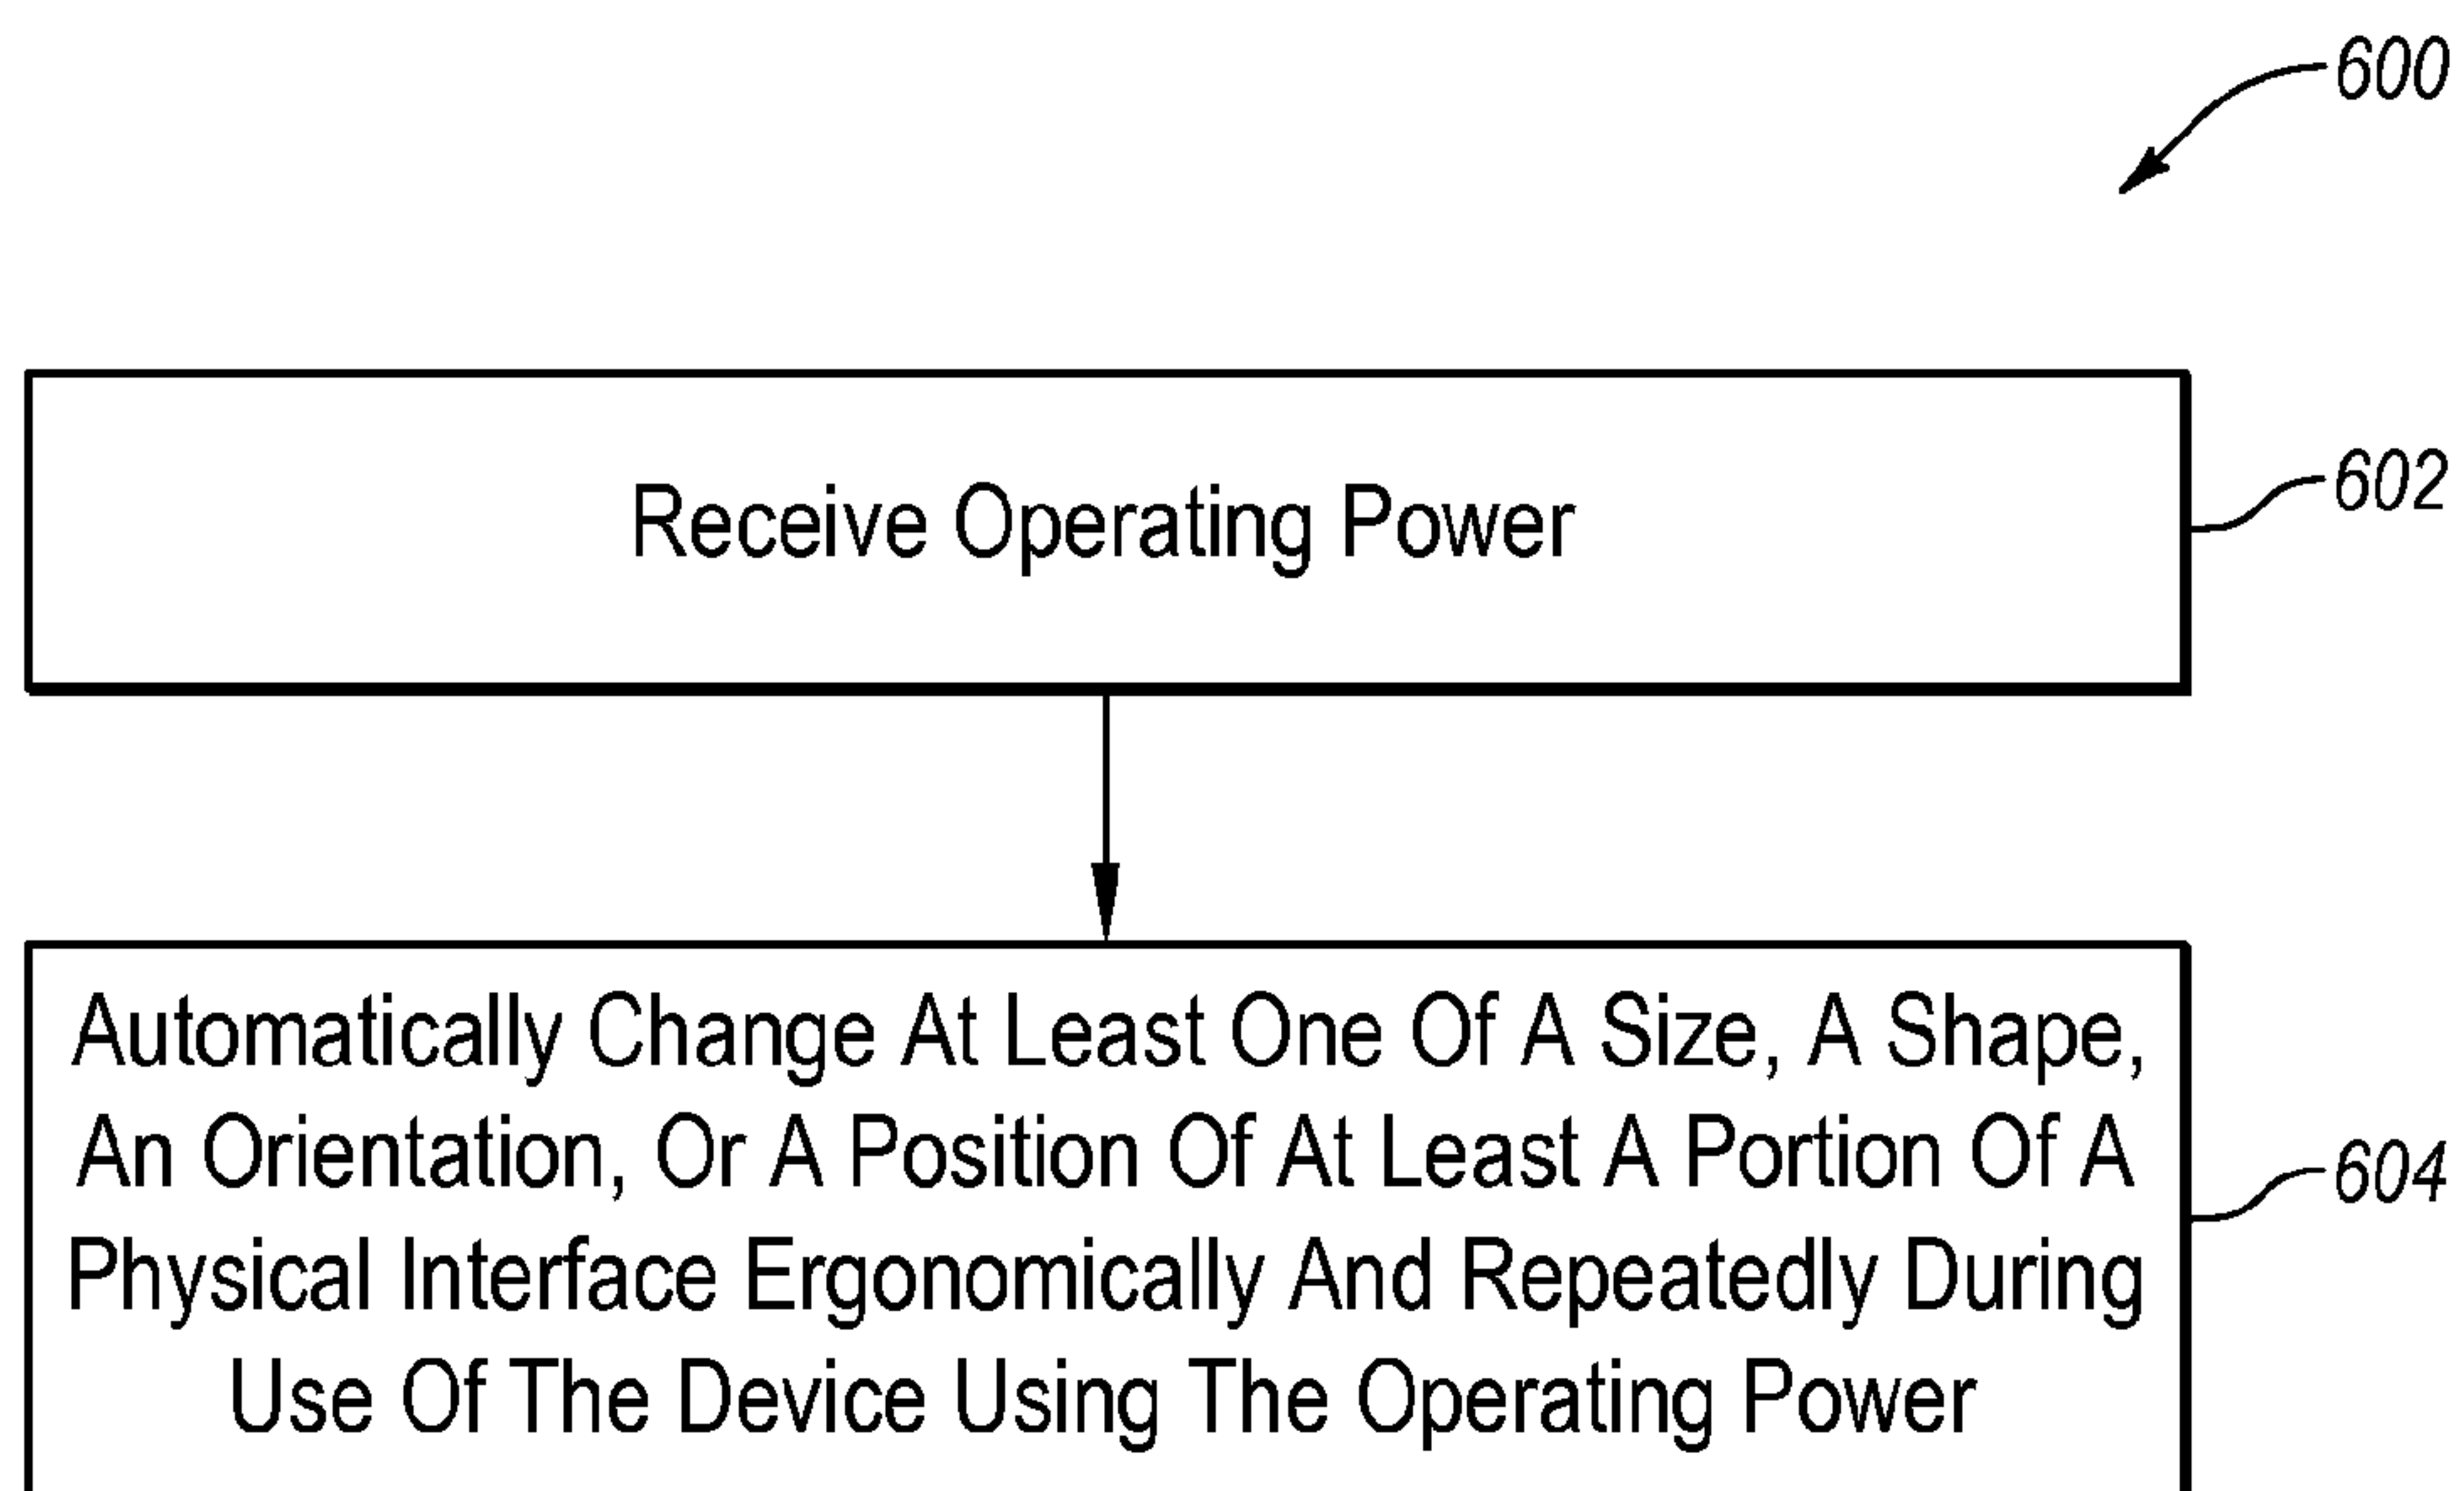 600
Receive Operating Power
602
Automatically Change At Least One Of A Size, A Shape,
An Orientation, Or A Position Of At Least A Portion Of A
Physical Interface Ergonomically And Repeatedly During
Use Of The Device Using The Operating Power
604